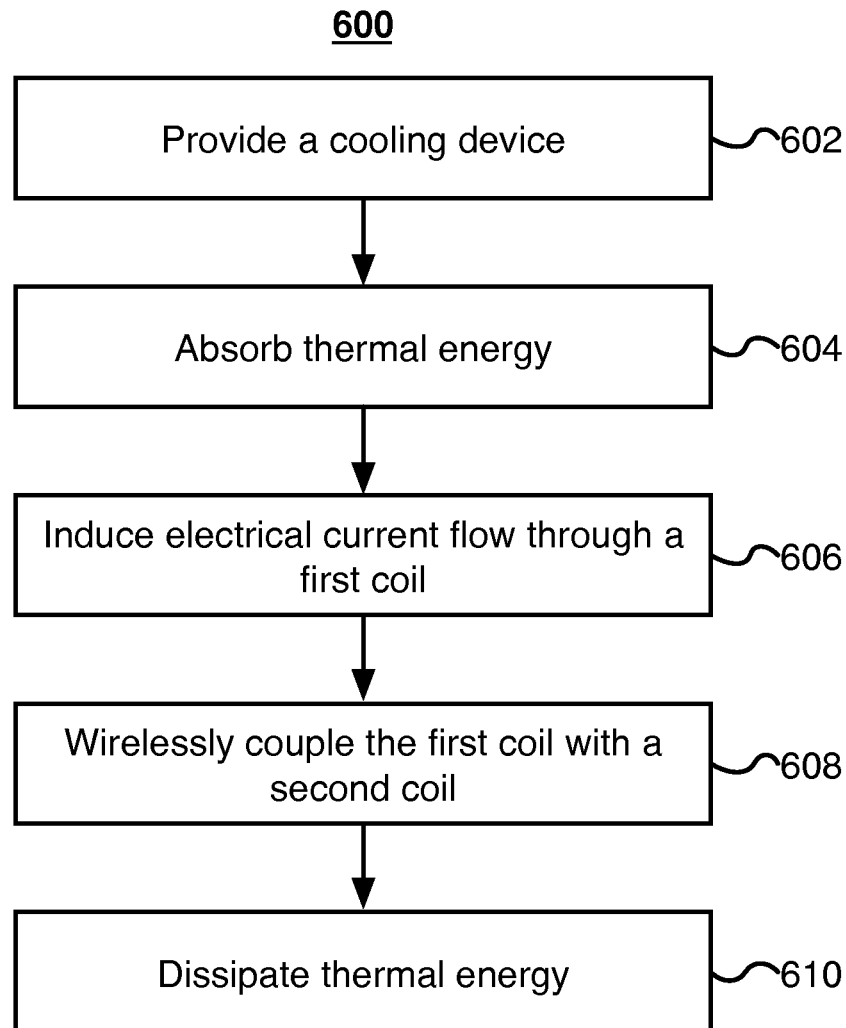 600
Provide a cooling device
602
Absorb thermal energy
604
Induce electrical current flow through a
first coil
606
Wirelessly couple the first coil with a
second coil
608
Dissipate thermal energy
610